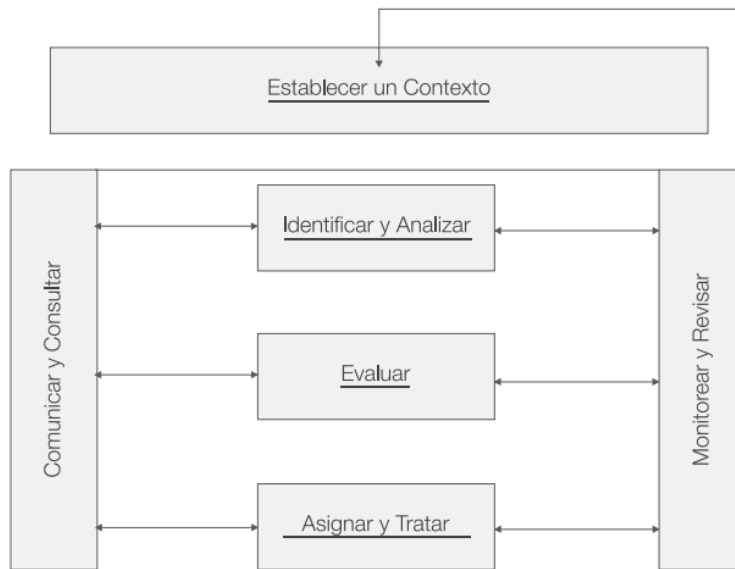 Establecer un Contexto
Comunicar y Consultar
Identificar y Analizar
Evaluar
Asignar y Tratar
Monitorear y Revisar